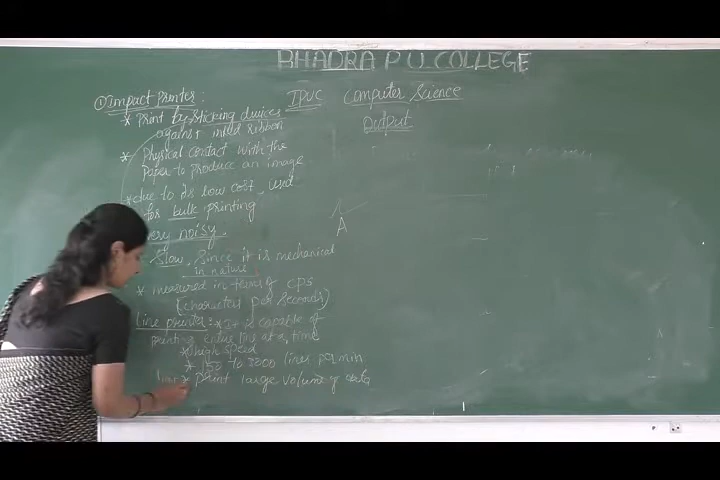 BHADRA P U COLLEGE
IPUC Computer Science
Output
① Impact Printer :
* Print by sticking devices
against inked ribbon
* Physical contact with the
Paper to produce an image
* due to its low cost, used
for bulk printing
very noisy.
Slow, Since it is mechanical
in nature
* measured in terms of CPS
(character per seconds)
Line printer : * It is capable of
printing entire line at a time
* high speed
* 150 to 3000 lines per min
* Print large volume of data
A